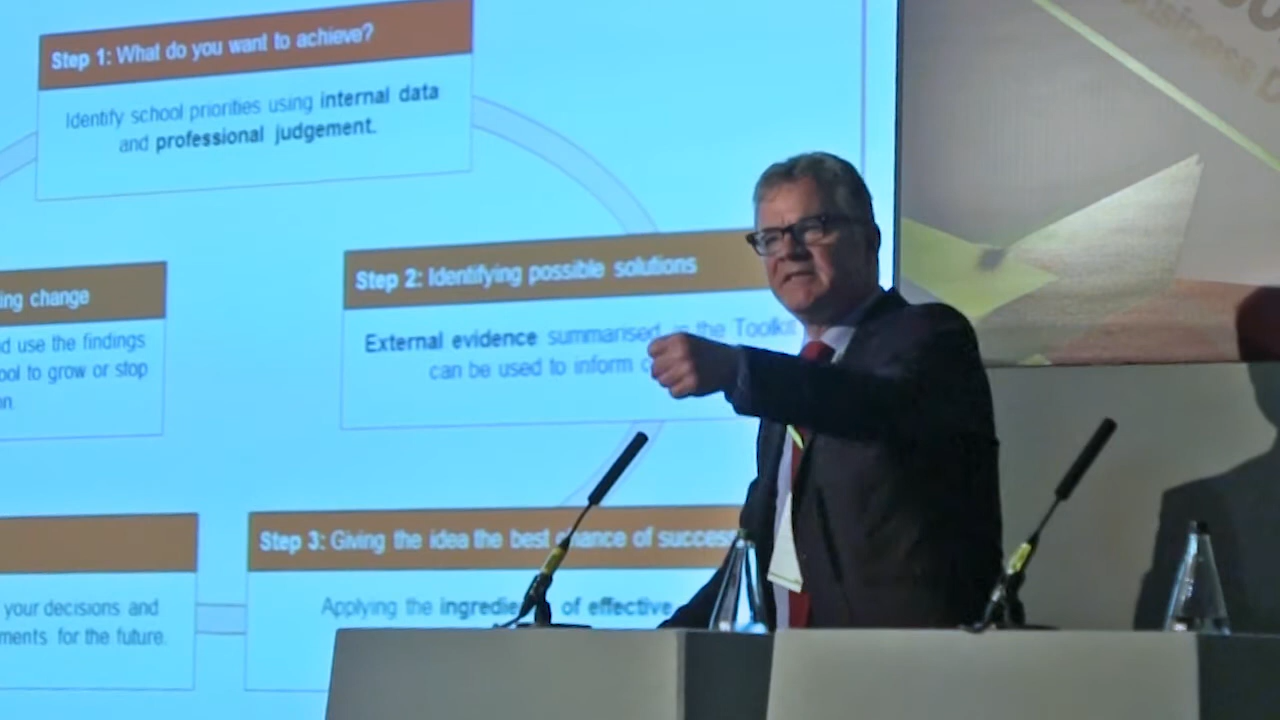 Step 1: What do you want to achieve?
Identify school priorities using internal data
and professional judgement.
Step 2: Identifying possible solutions
External evidence summarised in the Toolkit
can be used to inform
ing change
d use the findings
ool to grow or stop
n.
Step 3: Giving the idea the best chance of success
Applying the ingredie of effective
your decisions and
ments for the future.
usiness D